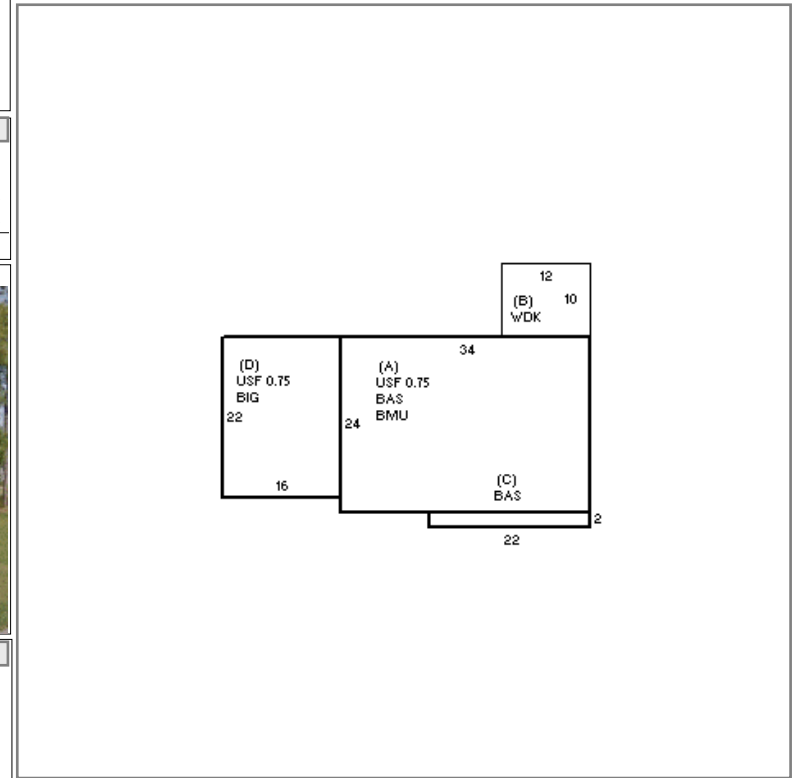 12
(B)
10
WDK
34
(D)
USF 0.75
BIG
22
16
(A)
USF 0.75
BAS
BMU
24
(C)
BAS
2
22